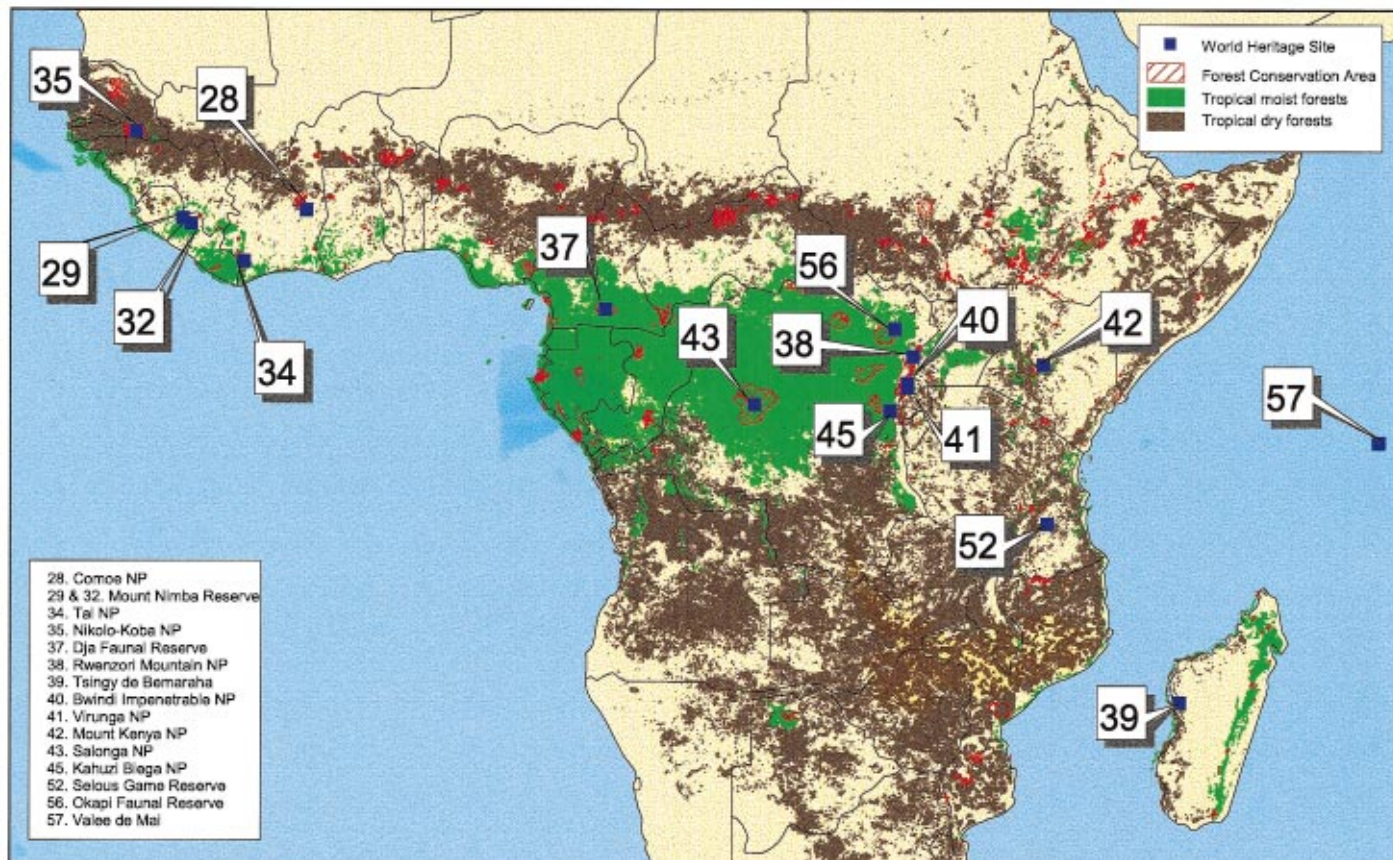 World Heritage Site
Forest Conservation Area
Tropical moist forests
Tropical dry forests
35
28
29
32
34
37
43
56
38
40
42
45
41
57
52
39
28. Comoe NP
29 & 32. Mount Nimba Reserve
34. Tai NP
35. Nikolo-Koba NP
37. Dja Faunal Reserve
38. Rwenzori Mountain NP
39. Tsingy de Bemaraha
40. Bwindi Impenetrable NP
41. Virunga NP
42. Mount Kenya NP
43. Salonga NP
45. Kahuzi Biega NP
52. Selous Game Reserve
56. Okapi Faunal Reserve
57. Valee de Mai